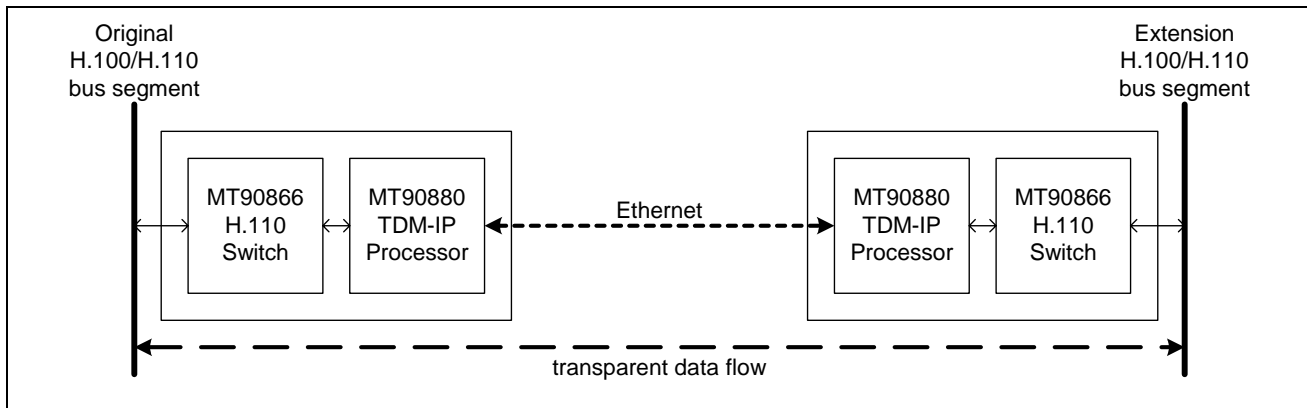 Original
H.100/H.110
bus segment
Extension
H.100/H.110
bus segment
MT90866
H.110
Switch
MT90880
TDM-IP
Processor
Ethernet
MT90880
TDM-IP
Processor
MT90866
H.110
Switch
transparent data flow